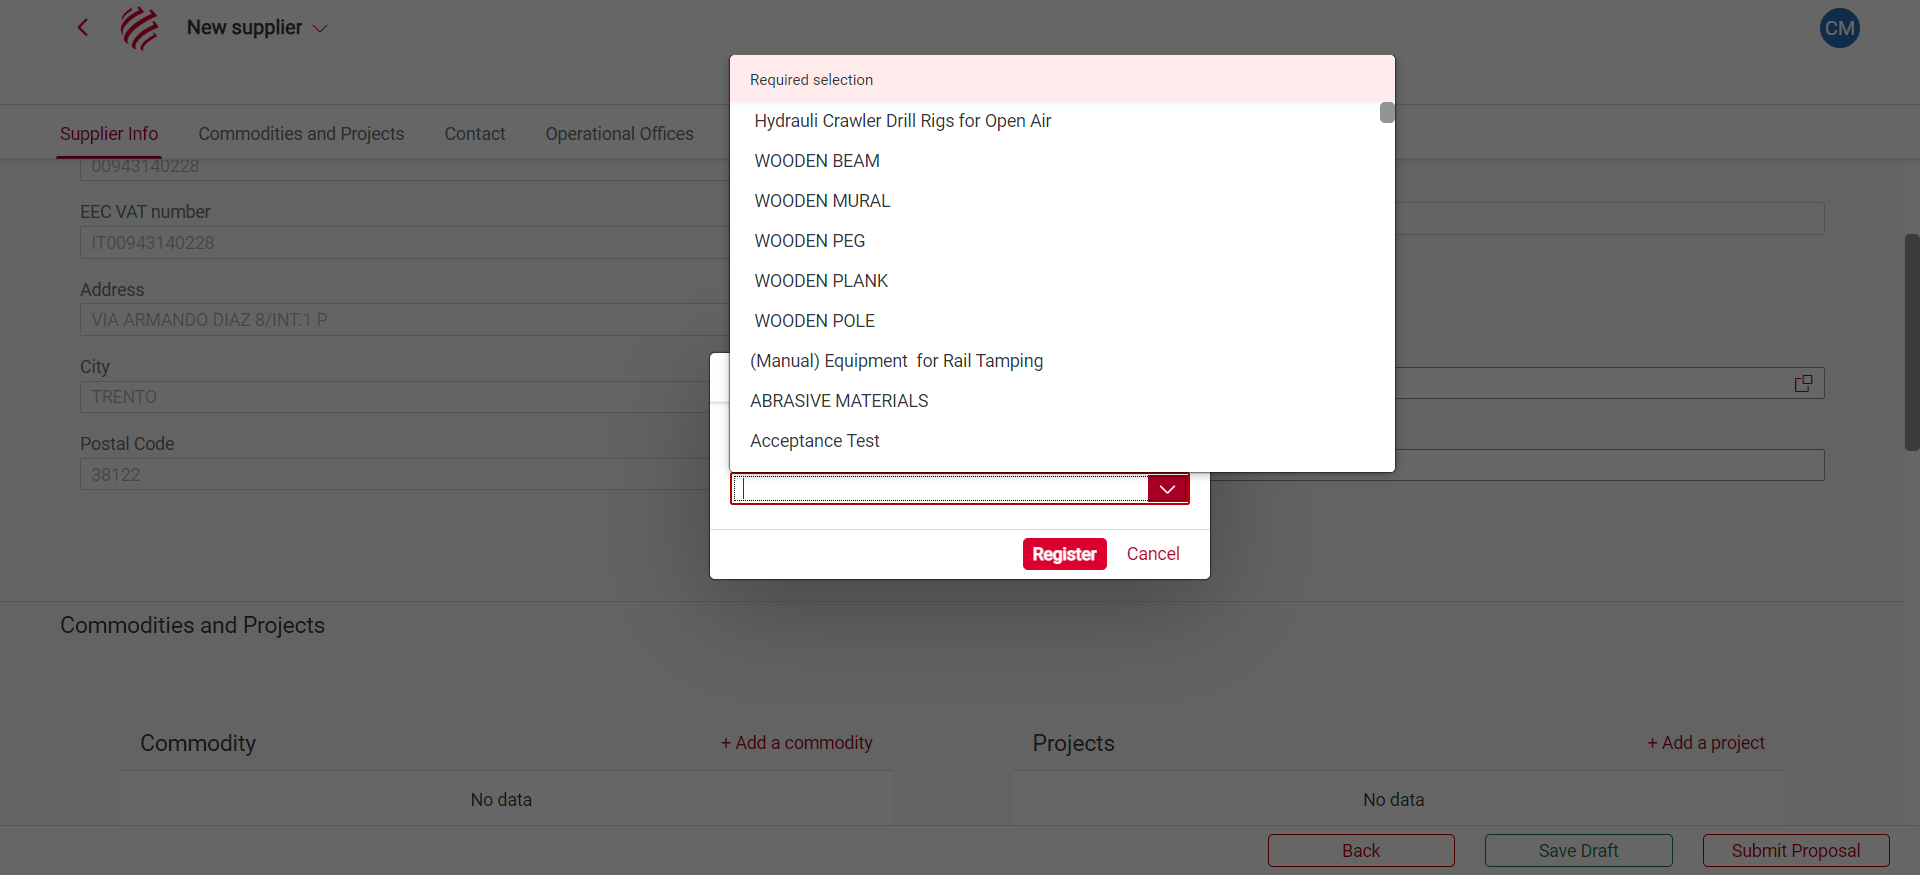 New supplier
CM
Required selection
Supplier Info
Commodities and Projects
Contact
Operational Offices
Hydrauli Crawler Drill Rigs for Open Air
WOODEN BEAM
WOODEN MURAL
WOODEN PEG
WOODEN PLANK
WOODEN POLE
(Manual) Equipment  for Rail Tamping
ABRASIVE MATERIALS
Acceptance Test
00943140228
EEC VAT number
IT00943140228
Address
VIA ARMANDO DIAZ 8/INT.1 P
City
TRENTO
Postal Code
38122
Register
Cancel
Commodities and Projects
Commodity
+ Add a commodity
No data
Projects
+ Add a project
No data
Back
Save Draft
Submit Proposal